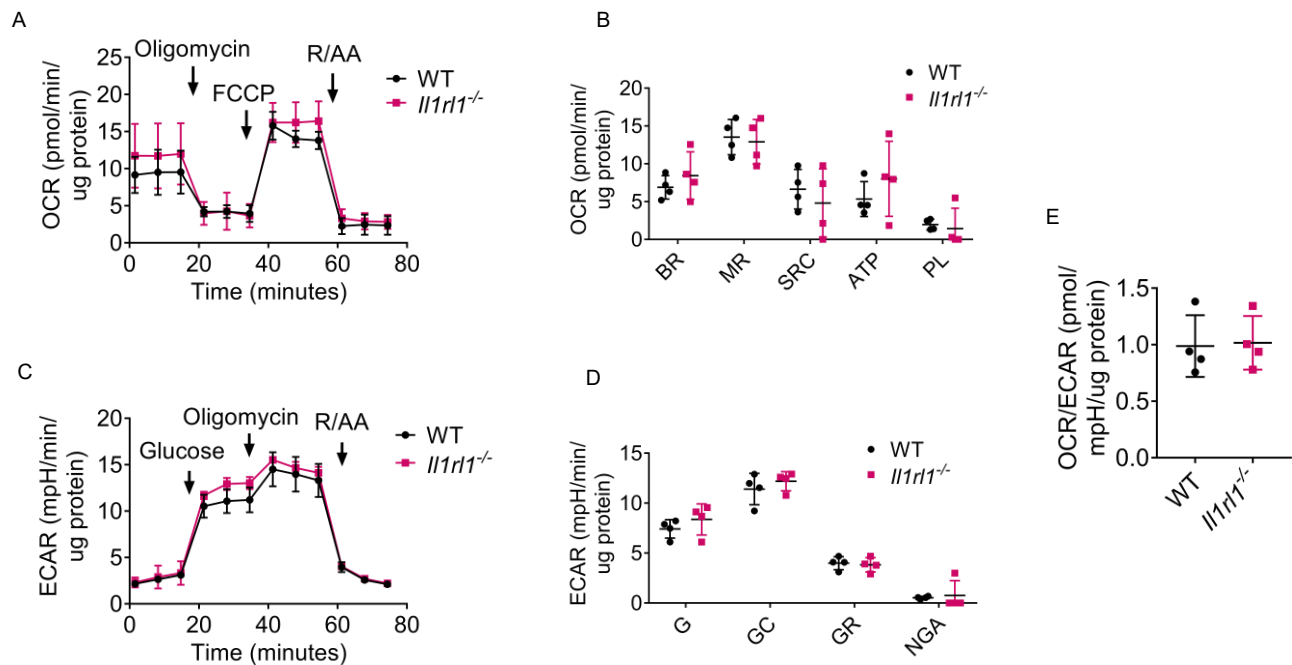 A
Oligomycin
FCCP
R/AA
WT
Il1rl1-/-
OCR (pmol/min/
ug protein)
25
20
15
10
5
0
0 20 40 60 80
Time (minutes)
B
WT
Il1rl1-/-
OCR (pmol/min/
ug protein)
20
15
10
5
0
BR MR SRC ATP PL
C
Glucose
Oligomycin
R/AA
WT
Il1rl1-/-
ECAR (mpH/min/
ug protein)
20
15
10
5
0
0 20 40 60 80
Time (minutes)
D
WT
Il1rl1-/-
ECAR (mpH/min/
ug protein)
15
10
5
0
G GC GR NGA
E
OCR/ECAR (pmol/
mpH/ug protein)
1.5
1.0
0.5
0.0
WT Il1rl1-/-